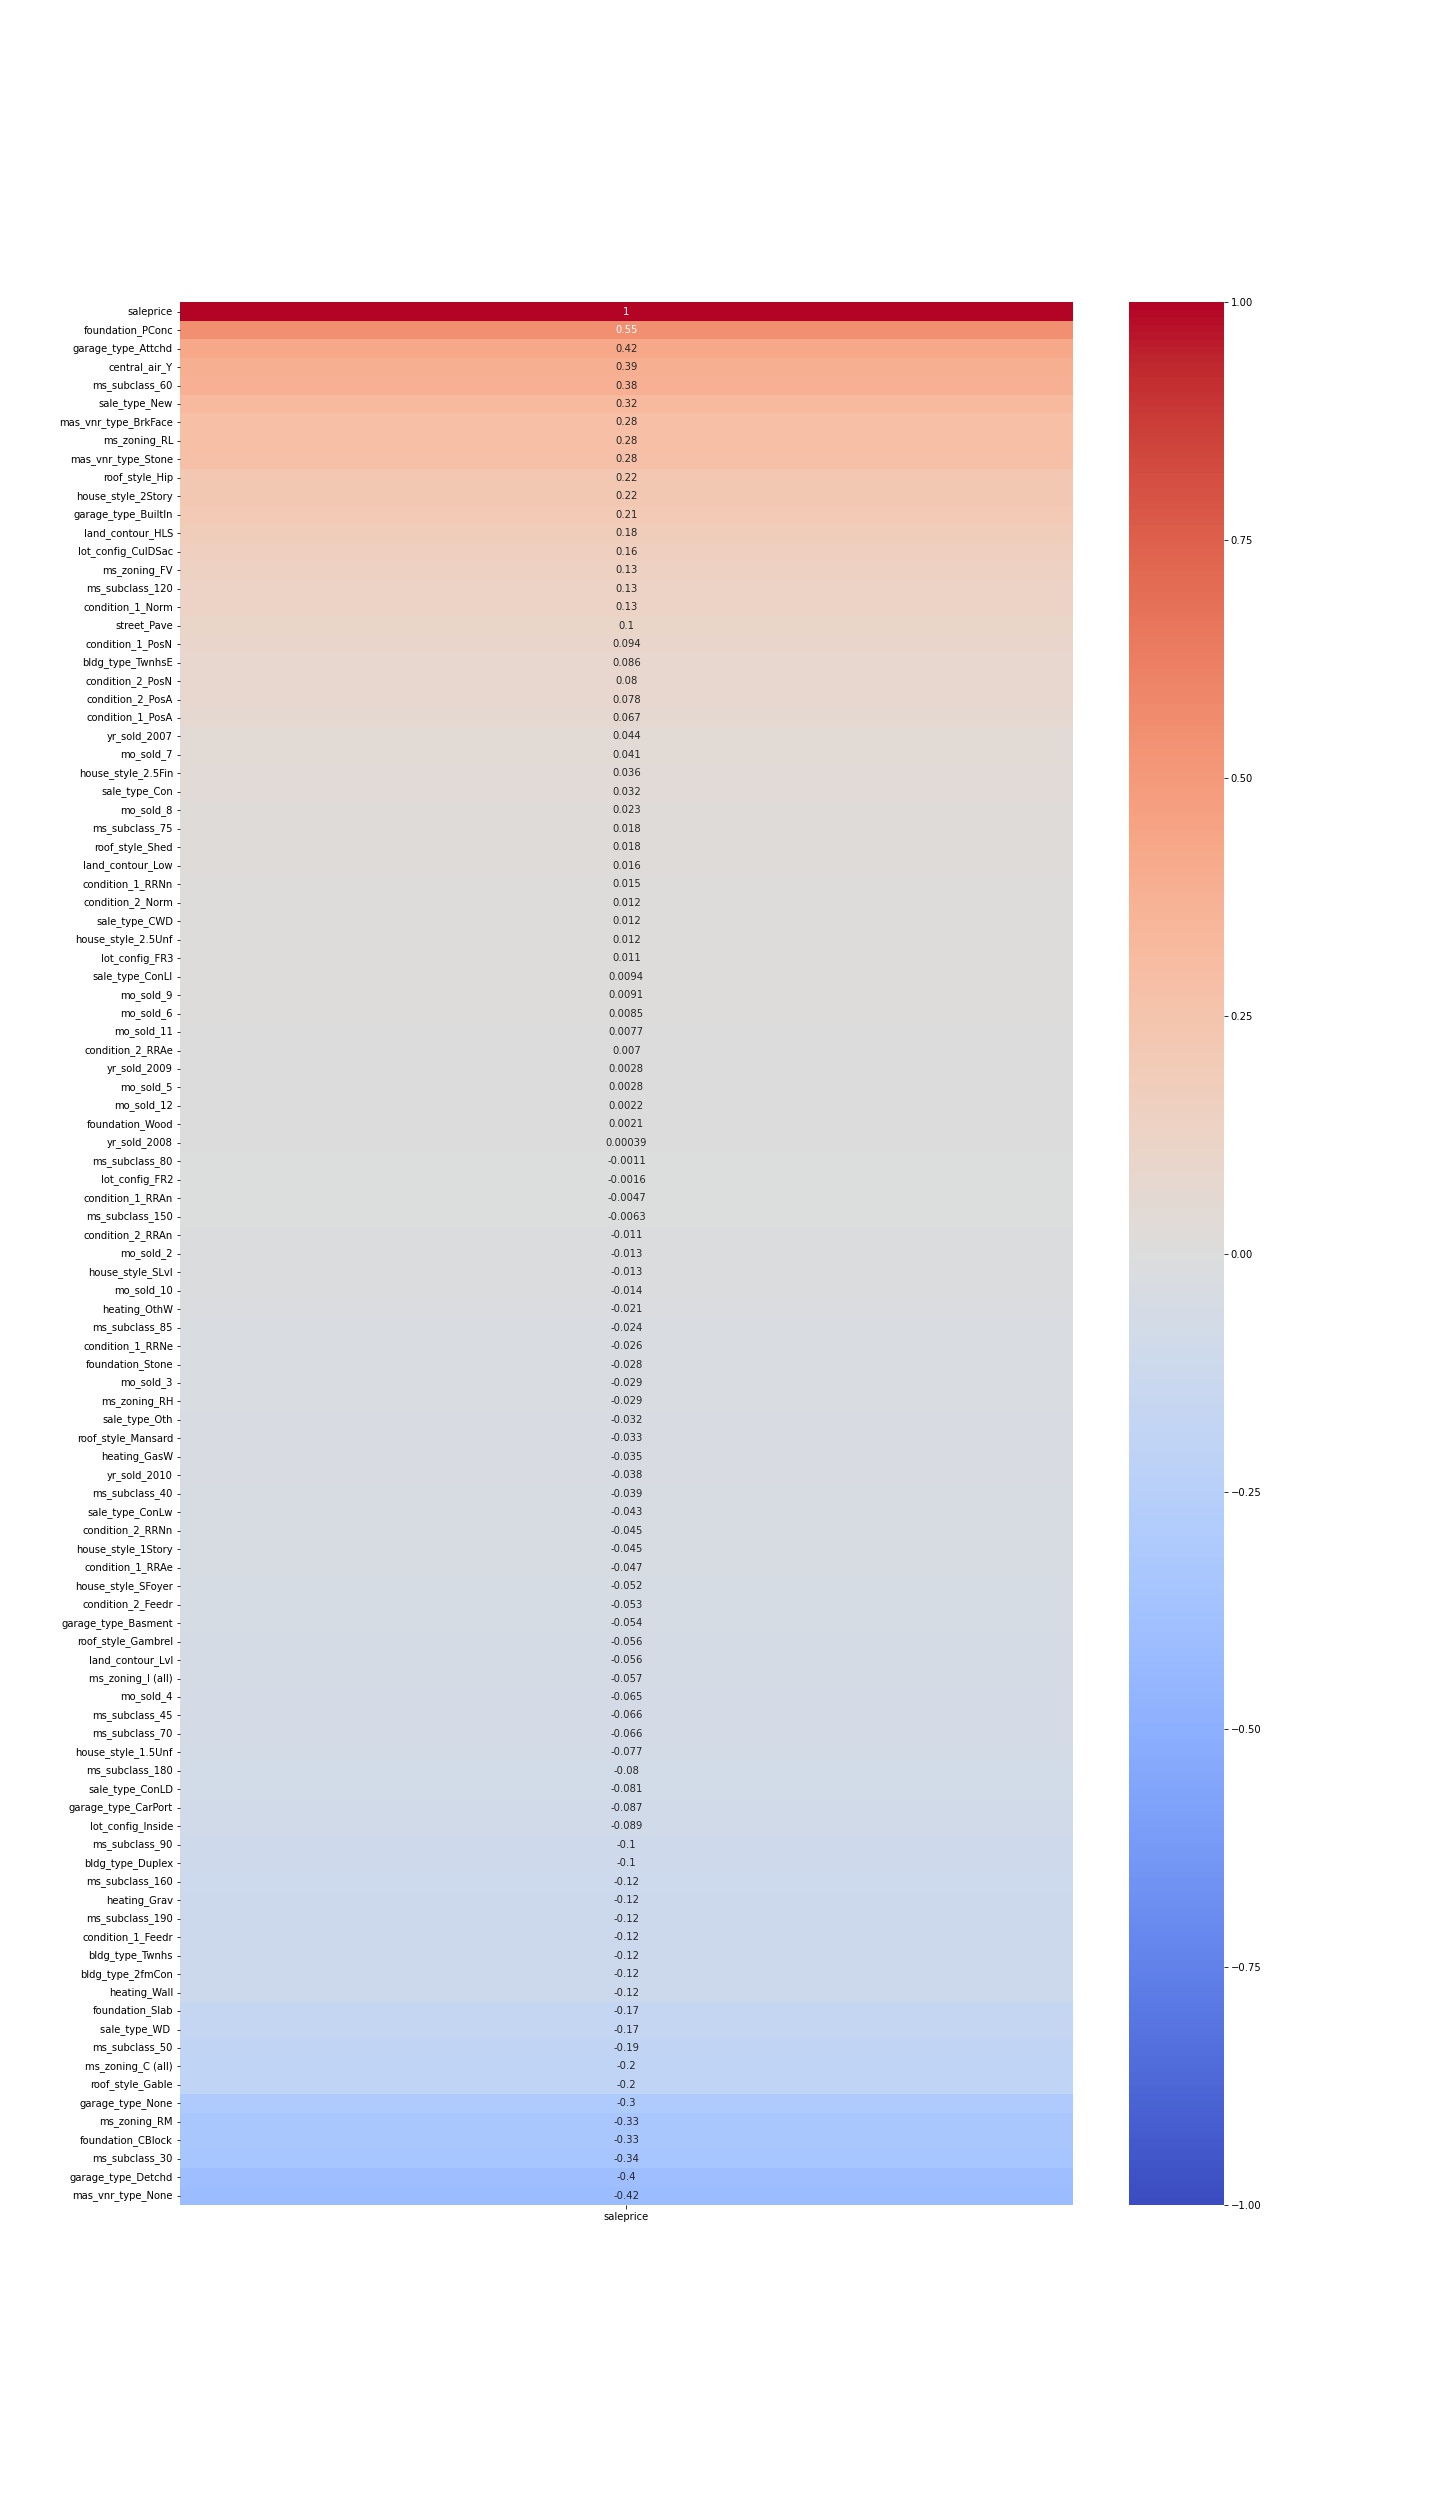 saleprice 1
foundation_PConc 0.55
garage_type_Attchd 0.42
central_air_Y 0.39
ms_subclass_60 0.38
sale_type_New 0.32
mas_vnr_type_BrkFace 0.28
ms_zoning_RL 0.28
mas_vnr_type_Stone 0.28
roof_style_Hip 0.22
house_style_2Story 0.22
garage_type_BuiltIn 0.21
land_contour_HLS 0.18
lot_config_CulDSac 0.16
ms_zoning_FV 0.13
ms_subclass_120 0.13
condition_1_Norm 0.13
street_Pave 0.1
condition_1_PosN 0.094
bldg_type_TwnhsE 0.086
condition_2_PosN 0.08
condition_2_PosA 0.078
condition_1_PosA 0.067
yr_sold_2007 0.044
mo_sold_7 0.041
house_style_2.5Fin 0.036
sale_type_Con 0.032
mo_sold_8 0.023
ms_subclass_75 0.018
roof_style_Shed 0.018
land_contour_Low 0.016
condition_1_RRNn 0.015
condition_2_Norm 0.012
sale_type_CWD 0.012
house_style_2.5Unf 0.012
lot_config_FR3 0.011
sale_type_ConLI 0.0094
mo_sold_9 0.0091
mo_sold_6 0.0085
mo_sold_11 0.0077
condition_2_RRAe 0.007
yr_sold_2009 0.0028
mo_sold_5 0.0028
mo_sold_12 0.0022
foundation_Wood 0.0021
yr_sold_2008 0.00039
ms_subclass_80 -0.0011
lot_config_FR2 -0.0016
condition_1_RRAn -0.0047
ms_subclass_150 -0.0063
condition_2_RRAn -0.011
mo_sold_2 -0.013
house_style_SLvl -0.013
mo_sold_10 -0.014
heating_OthW -0.021
ms_subclass_85 -0.024
condition_1_RRNe -0.026
foundation_Stone -0.028
mo_sold_3 -0.029
ms_zoning_RH -0.029
sale_type_Oth -0.032
roof_style_Mansard -0.033
heating_GasW -0.035
yr_sold_2010 -0.038
ms_subclass_40 -0.039
sale_type_ConLw -0.043
condition_2_RRNn -0.045
house_style_1Story -0.045
condition_1_RRAe -0.047
house_style_SFoyer -0.052
condition_2_Feedr -0.053
garage_type_Basment -0.054
roof_style_Gambrel -0.056
land_contour_Lvl -0.056
ms_zoning_I (all) -0.057
mo_sold_4 -0.065
ms_subclass_45 -0.066
ms_subclass_70 -0.066
house_style_1.5Unf -0.077
ms_subclass_180 -0.08
sale_type_ConLD -0.081
garage_type_CarPort -0.087
lot_config_Inside -0.089
ms_subclass_90 -0.1
bldg_type_Duplex -0.1
ms_subclass_160 -0.12
heating_Grav -0.12
ms_subclass_190 -0.12
condition_1_Feedr -0.12
bldg_type_Twnhs -0.12
bldg_type_2fmCon -0.12
heating_Wall -0.12
foundation_Slab -0.17
sale_type_WD -0.17
ms_subclass_50 -0.19
ms_zoning_C (all) -0.2
roof_style_Gable -0.2
garage_type_None -0.3
ms_zoning_RM -0.33
foundation_CBlock -0.33
ms_subclass_30 -0.34
garage_type_Detchd -0.4
mas_vnr_type_None -0.42
saleprice
1.00
0.75
0.50
0.25
0.00
−0.25
−0.50
−0.75
−1.00